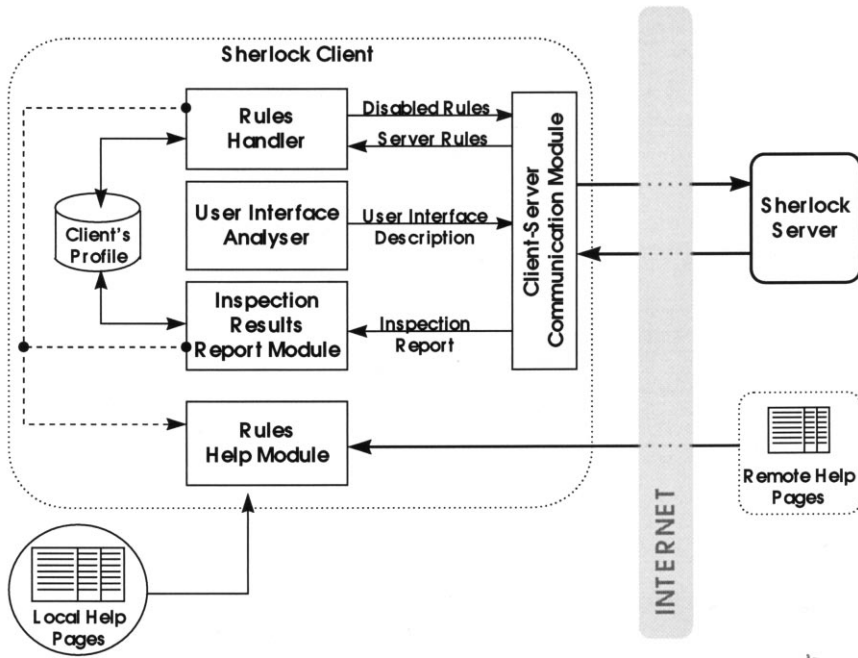 Sherlock Client
Rules
Handler
Disabled Rules
Server Rules
Client-Server
Communication Module
Sherlock
Server
Client's
Profile
User Interface
Analyser
User Interface
Description
Inspection
Results
Report Module
Inspection
Report
Rules
Help Module
Remote Help
Pages
INTERNET
Local Help
Pages